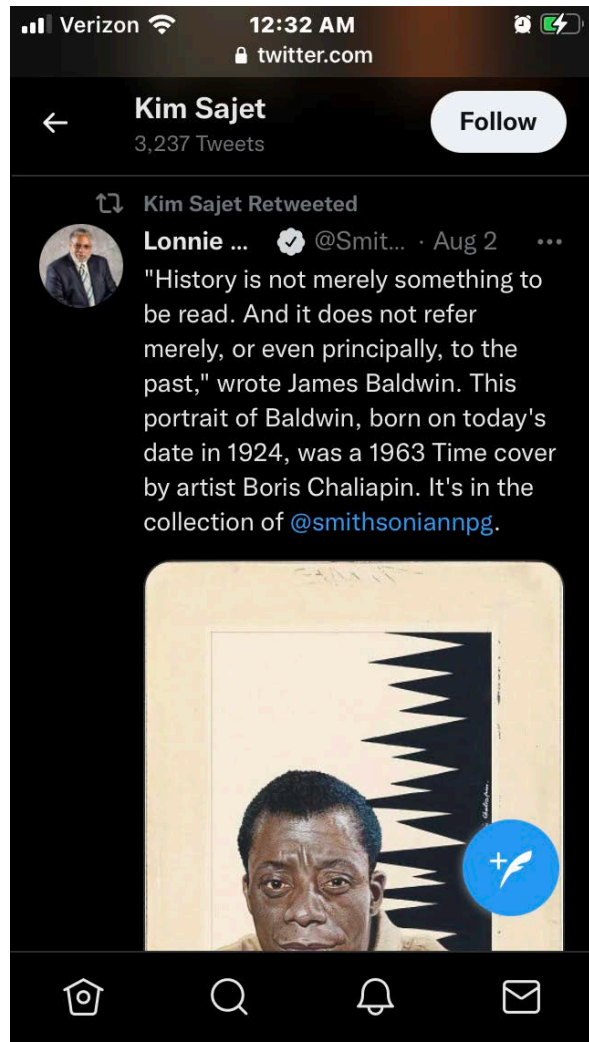 Verizon 12:32 AM
twitter.com
Kim Sajet
3,237 Tweets
Follow
Kim Sajet Retweeted
Lonnie ... @Smit... · Aug 2
"History is not merely something to
be read. And it does not refer
merely, or even principally, to the
past," wrote James Baldwin. This
portrait of Baldwin, born on today's
date in 1924, was a 1963 Time cover
by artist Boris Chaliapin. It's in the
collection of @smithsoniannpg.